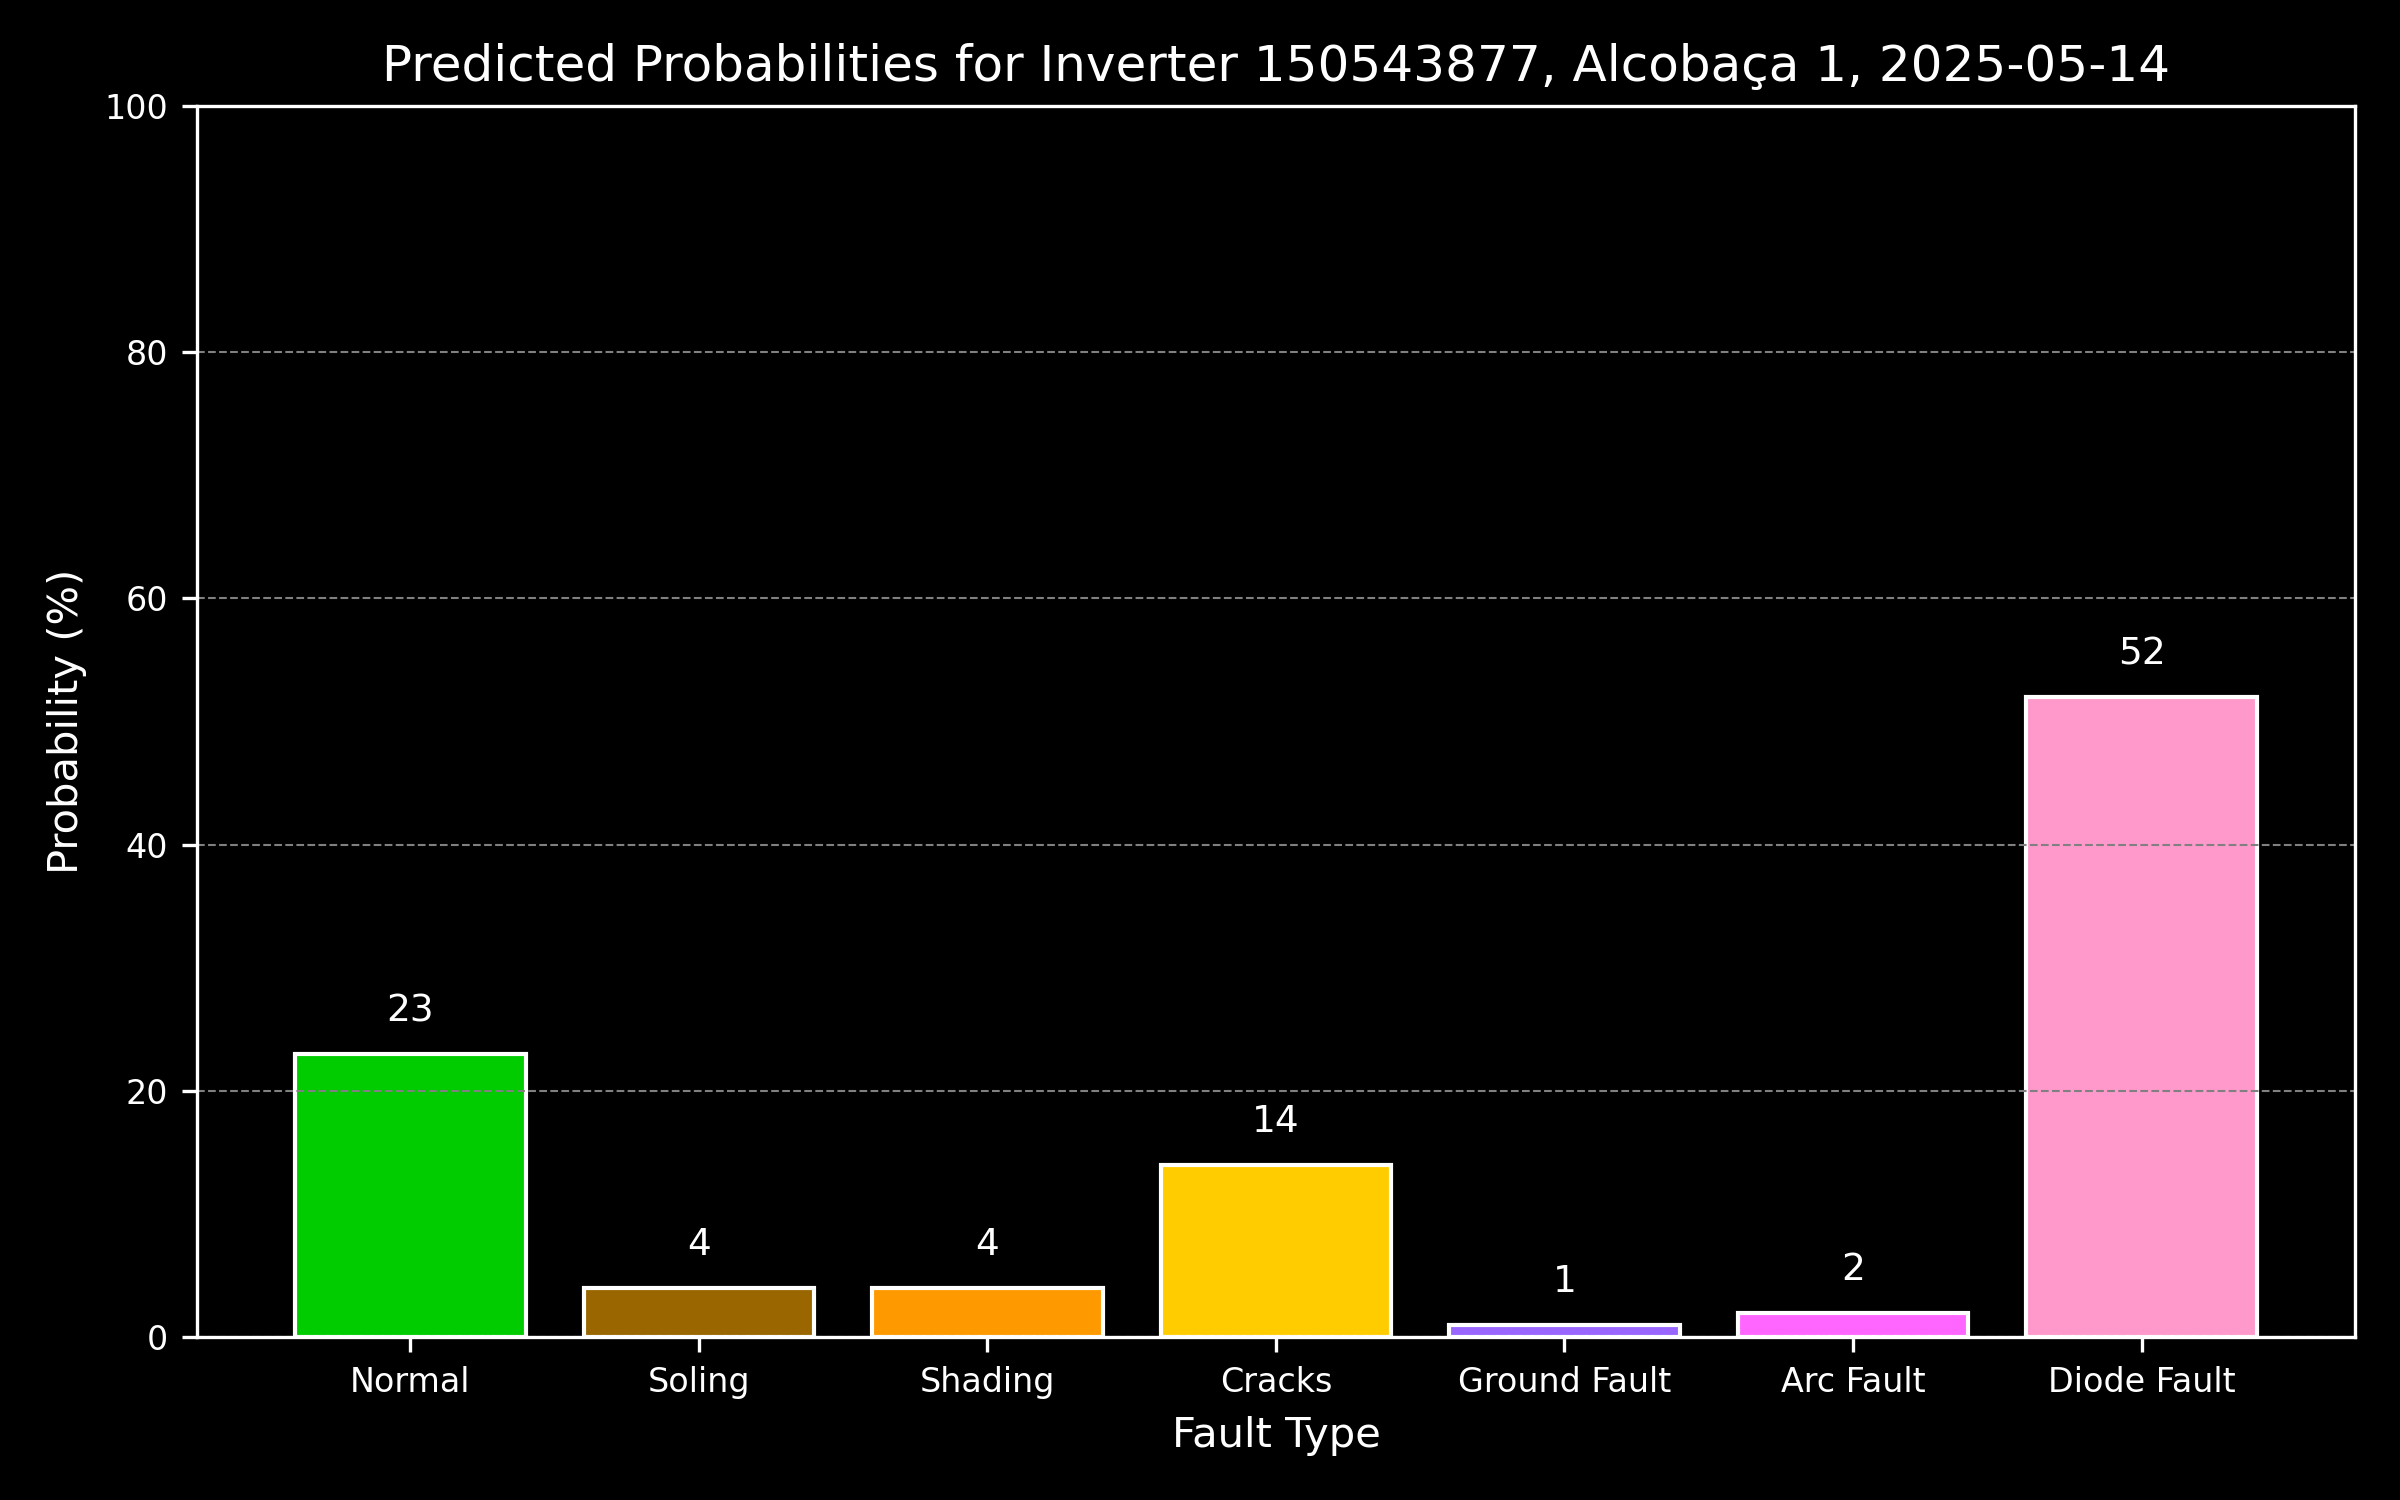 Predicted Probabilities for Inverter 150543877, Alcobaça 1, 2025-05-14
Probability (%)
100
80
60
40
20
0
23
4
4
14
1
2
52
Normal
Soling
Shading
Cracks
Ground Fault
Arc Fault
Diode Fault
Fault Type